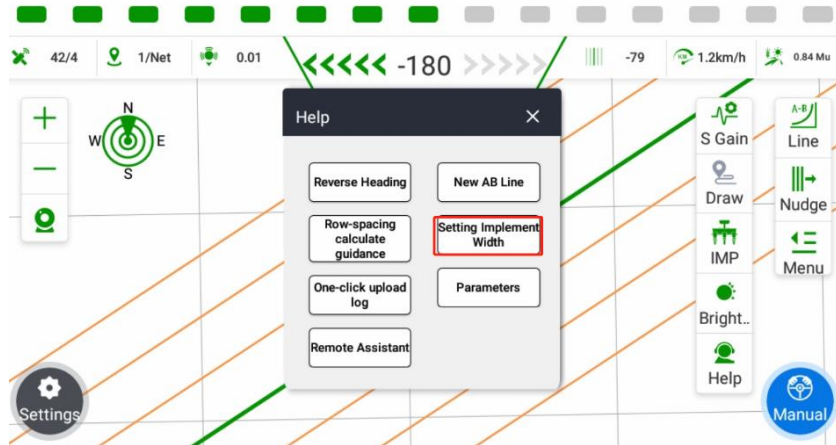 42/4
1/Net
0.01
-180
-79
1.2km/h
0.84 Mu
N
W
E
S
Help
Reverse Heading
New AB Line
Row-spacing
calculate
guidance
Setting Implement
Width
One-click upload
log
Parameters
Remote Assistant
S Gain
Draw
IMP
Bright..
Help
A-B
Line
Nudge
Menu
Settings
Manual